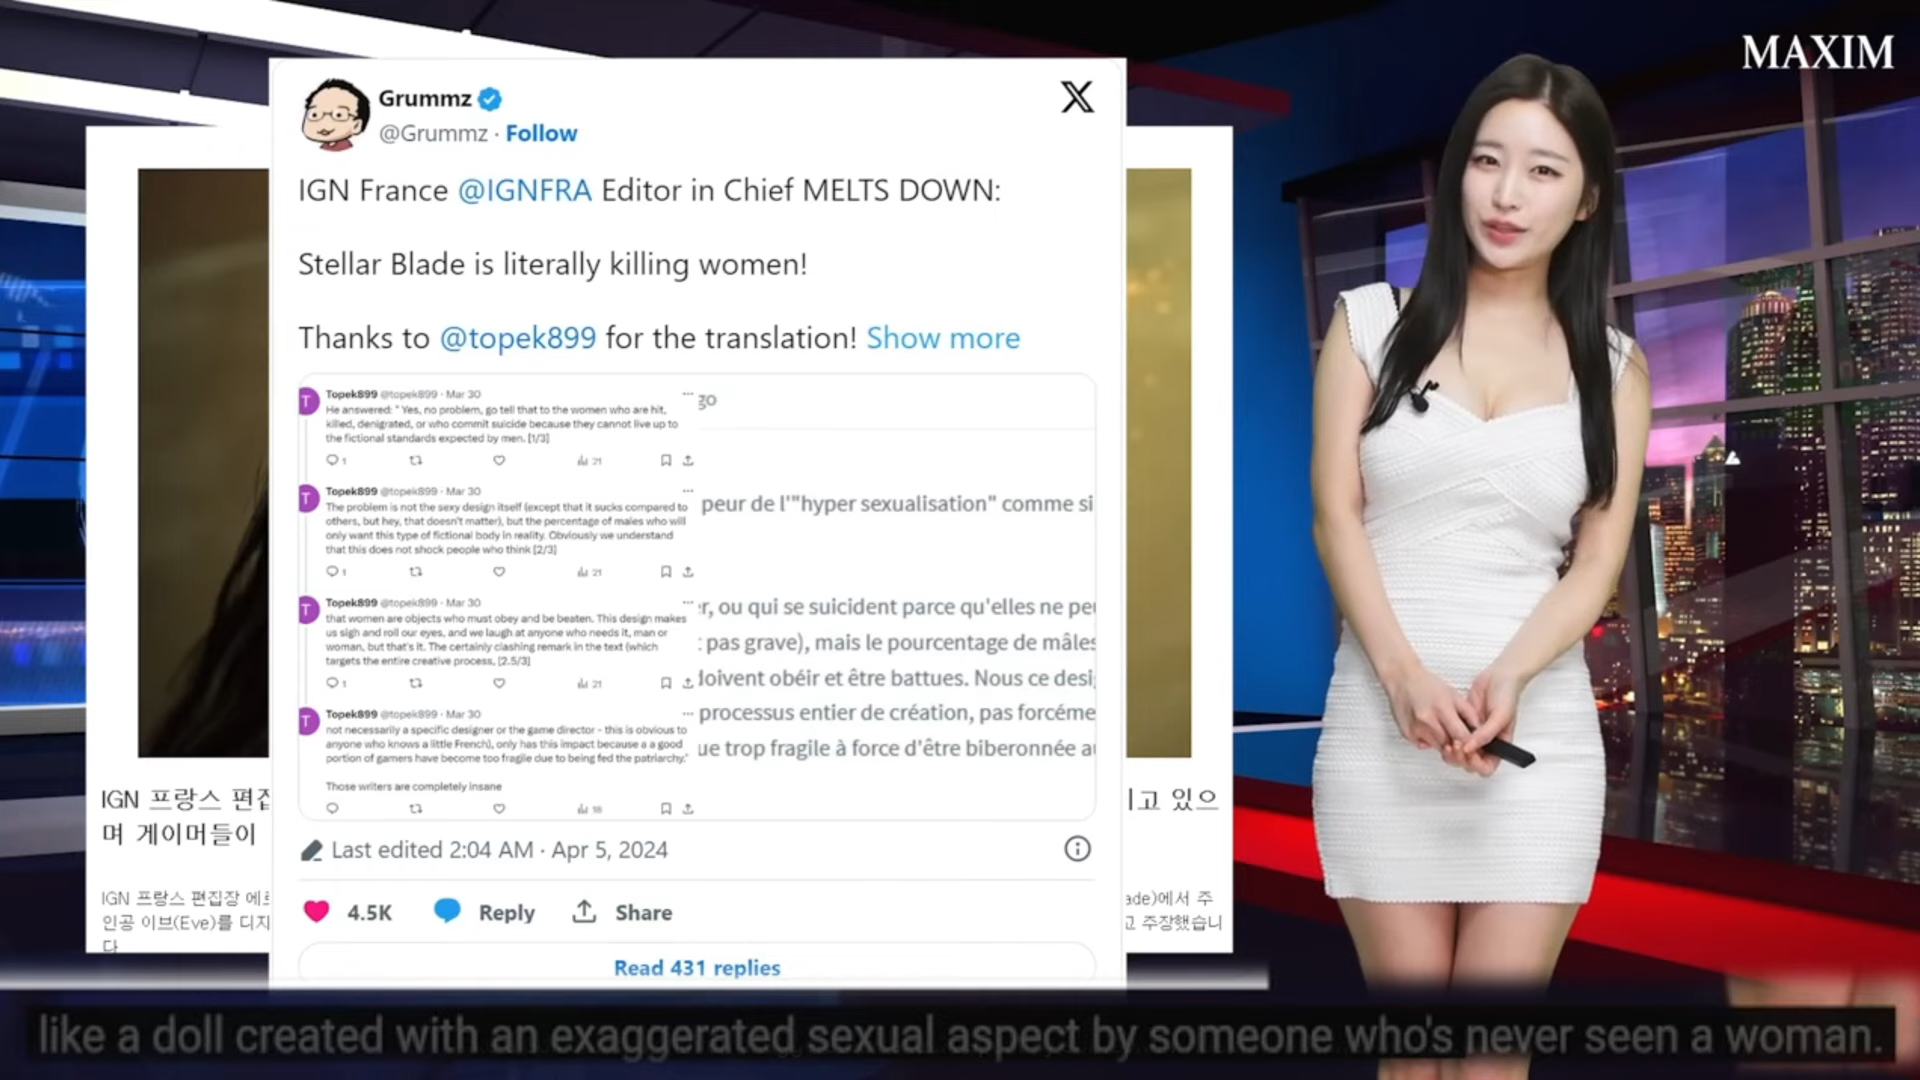 MAXIM
Grummz
@Grummz · Follow
IGN France @IGNFRA Editor in Chief MELTS DOWN:
Stellar Blade is literally killing women!
Thanks to @topek899 for the translation! Show more
Topek899 @topek899 · Mar 30
He answered: " Yes, no problem, go tell that to the women who are hit,
killed, denigrated, or who commit suicide because they cannot live up to
the fictional standards expected by men. [1/3]
1 21
Topek899 @topek899 · Mar 30
The problem is not the sexy design itself (except that it sucks compared to
others, but hey, that doesn't matter), but the percentage of males who will
only want this type of fictional body in reality. Obviously we understand
that this does not shock people who think [2/3]
1 21
Topek899 @topek899 · Mar 30
that women are objects who must obey and be beaten. This design makes
us sigh and roll our eyes, and we laugh at anyone who needs it, man or
woman, but that's it. The certainly clashing remark in the text (which
targets the entire creative process, [2.5/3]
1 21
Topek899 @topek899 · Mar 30
not necessarily a specific designer or the game director - this is obvious to
anyone who knows a little French), only has this impact because a a good
portion of gamers have become too fragile due to being fed the patriarchy."
Those writers are completely insane
18
go
peur de l'"hyper sexualisation" comme si
r, ou qui se suicident parce qu'elles ne peu
pas grave), mais le pourcentage de mâles
doivent obéir et être battues. Nous ce desi
processus entier de création, pas forcéme
ue trop fragile à force d'être biberonnée au
Last edited 2:04 AM · Apr 5, 2024
4.5K Reply Share
Read 431 replies
IGN 프랑스 편집
며 게이머들이
고 있으
IGN 프랑스 편집장 에
인공 이브(Eve)를 디지
다
ade)에서 주
고 주장했습니
like a doll created with an exaggerated sexual aspect by someone who's never seen a woman.